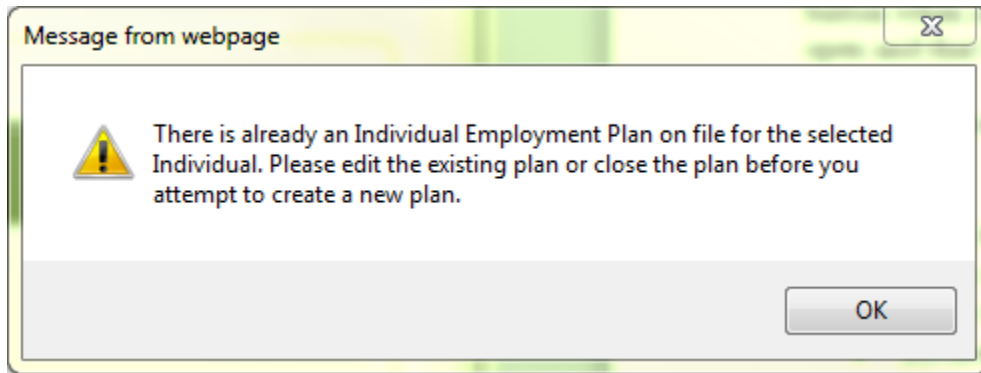 Message from webpage
There is already an Individual Employment Plan on file for the selected
Individual. Please edit the existing plan or close the plan before you
attempt to create a new plan.
OK